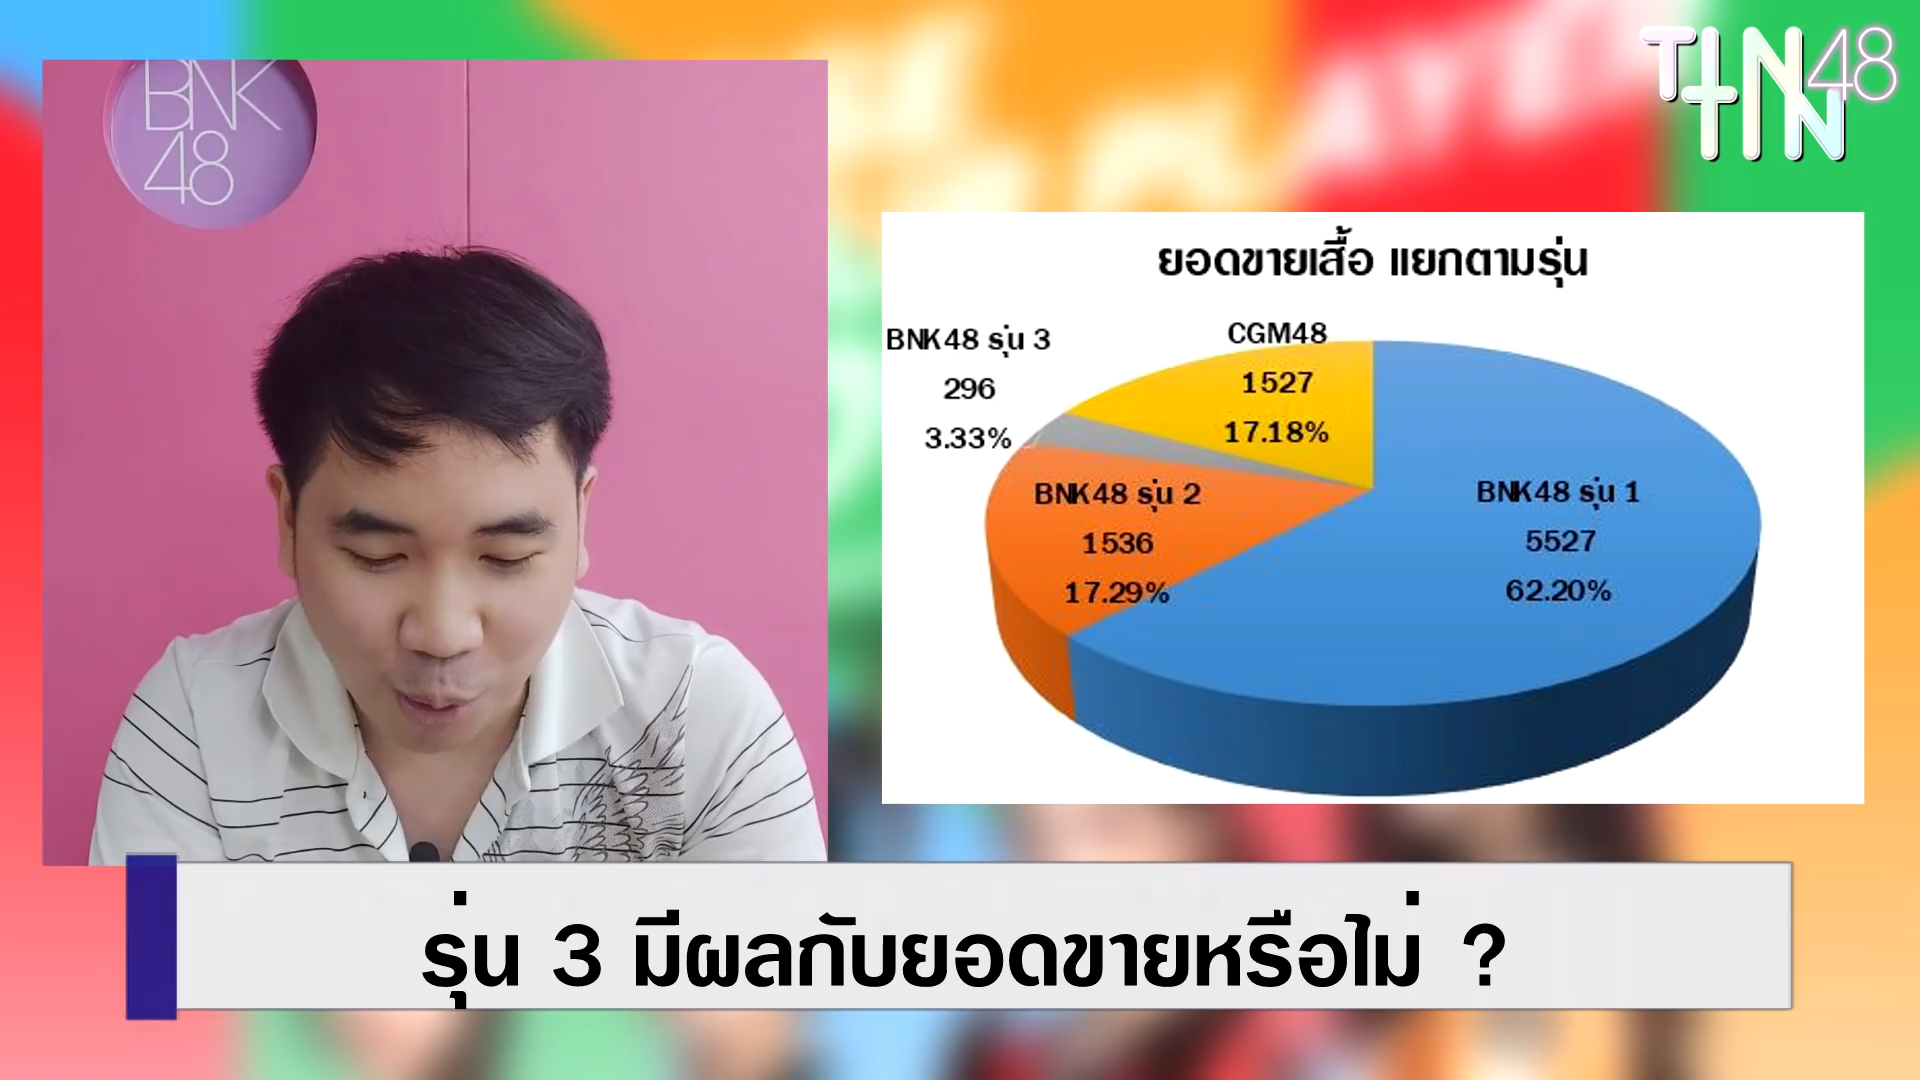 BNK
48
TIN
TIN48
ยอดขายเสื้อ แยกตามรุ่น
BNK48 รุ่น 3
296
3.33%
CGM48
1527
17.18%
BNK48 รุ่น 2
1536
17.29%
BNK48 รุ่น 1
5527
62.20%
รุ่น 3 มีผลกับยอดขายหรือไม่ ?